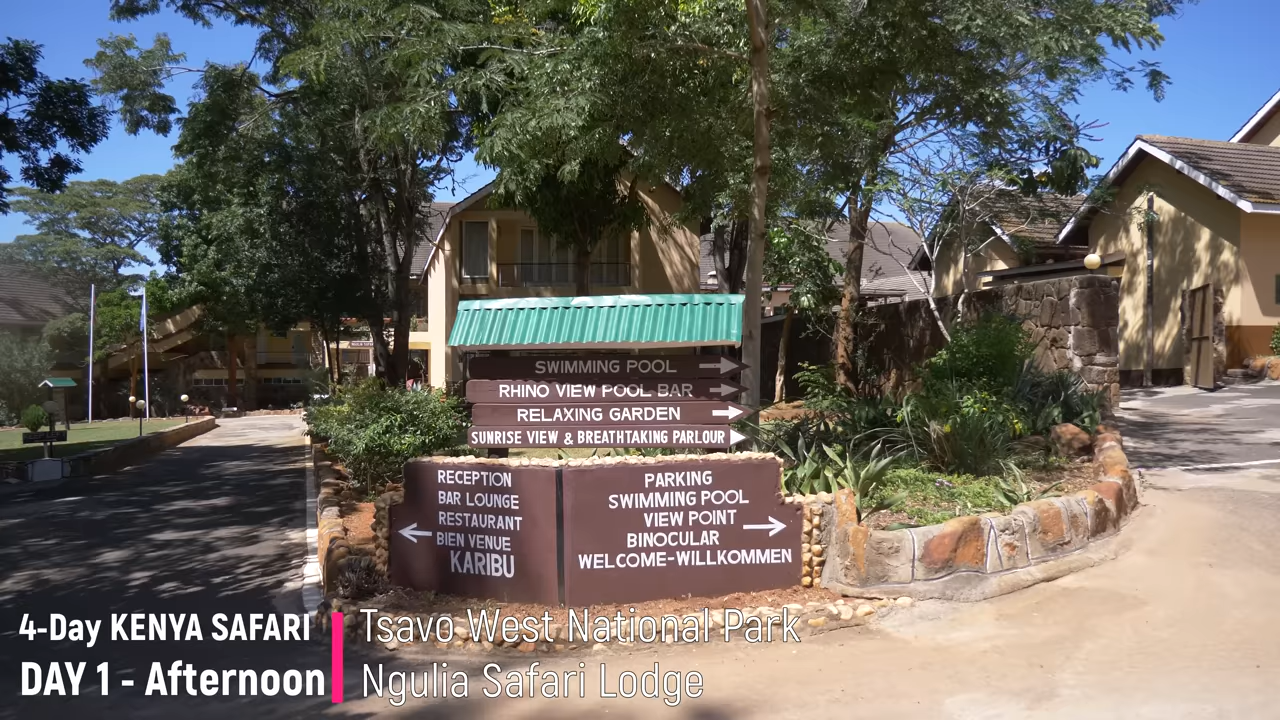 SWIMMING POOL
RHINO VIEW POOL BAR
RELAXING GARDEN
SUNRISE VIEW & BREATHTAKING PARLOUR
RECEPTION
BAR LOUNGE
RESTAURANT
BIEN VENUE
KARIBU
PARKING
SWIMMING POOL
VIEW POINT
BINOCULAR
WELCOME-WILLKOMMEN
4-Day KENYA SAFARI
DAY 1 - Afternoon
Tsavo West National Park
Ngulia Safari Lodge